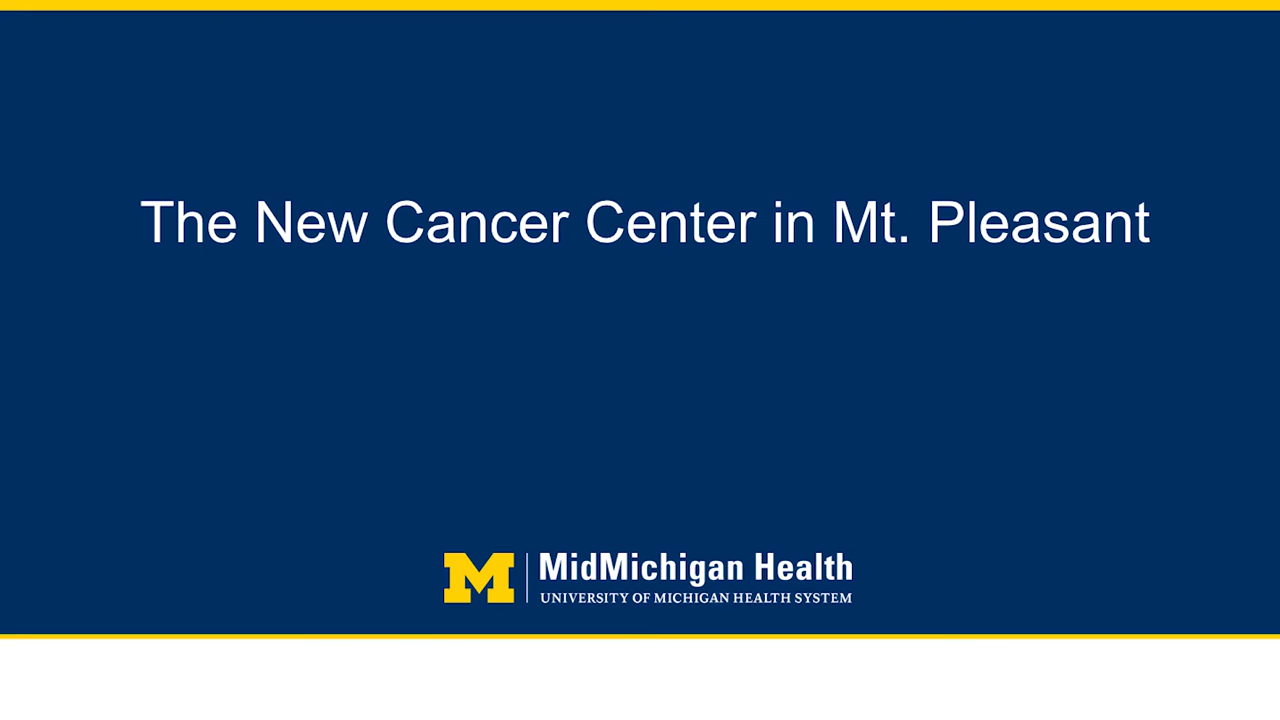 The New Cancer Center in Mt. Pleasant
M
MidMichigan Health
UNIVERSITY OF MICHIGAN HEALTH SYSTEM